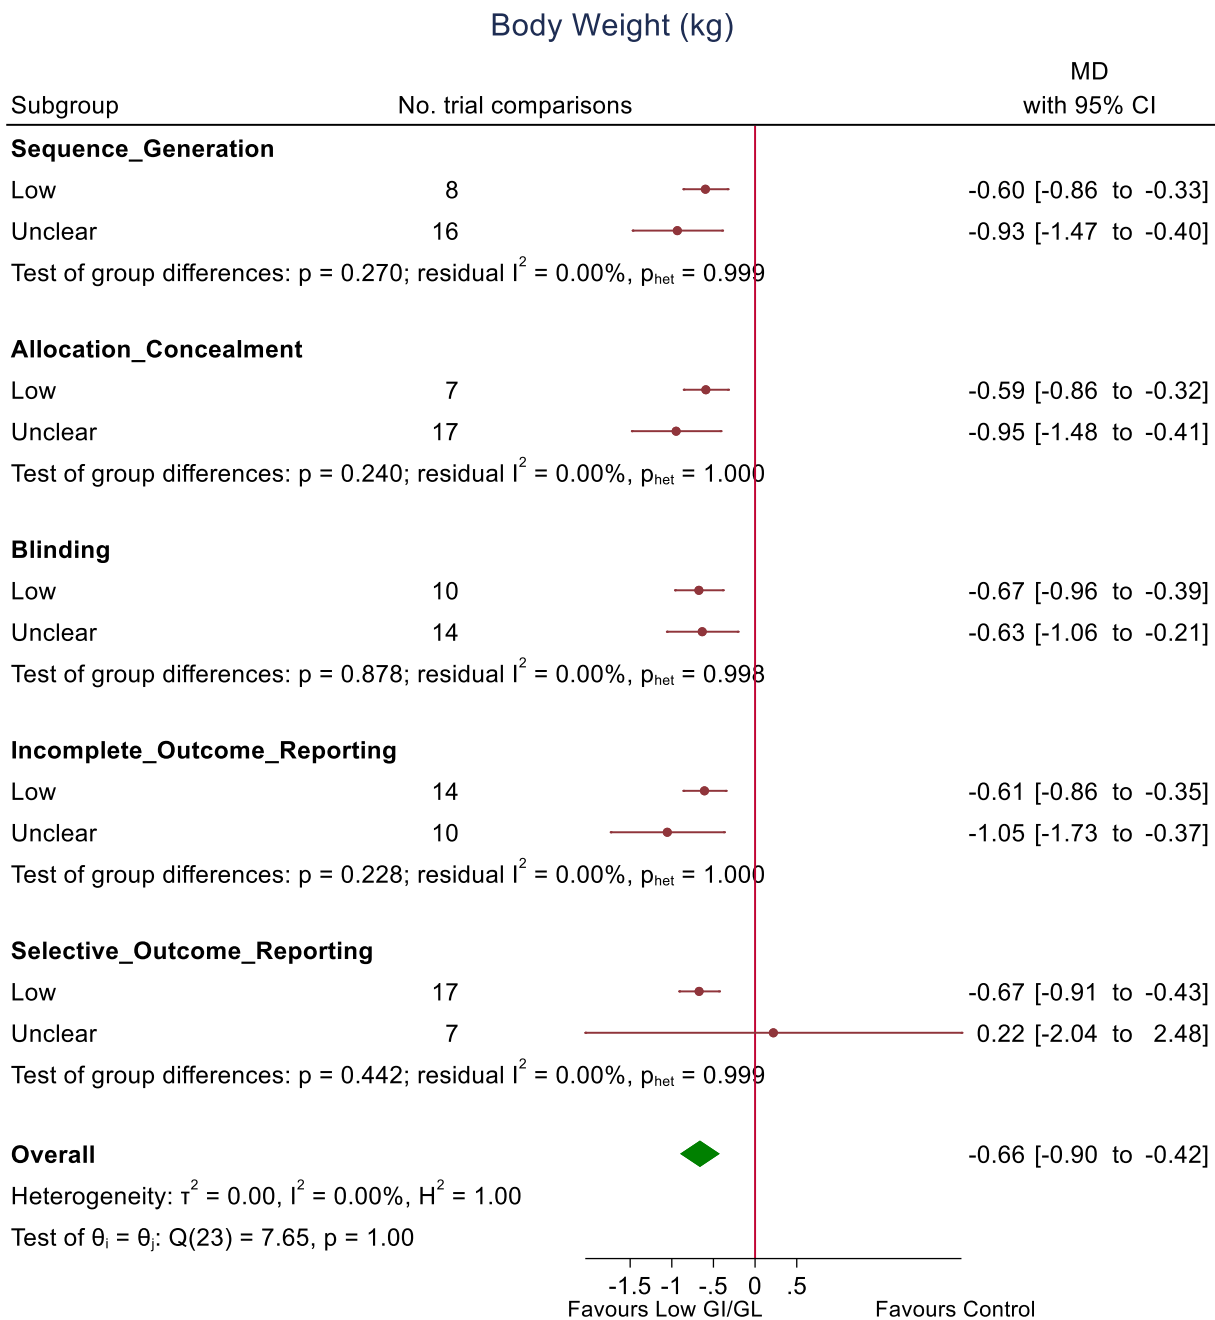 Body Weight (kg)
MD
Subgroup No. trial comparisons with 95% CI
Sequence_Generation
Low 8 -0.60 [-0.86 to -0.33]
Unclear 16 -0.93 [-1.47 to -0.40]
Test of group differences: p = 0.270; residual I² = 0.00%, pₕₑₜ = 0.999
Allocation_Concealment
Low 7 -0.59 [-0.86 to -0.32]
Unclear 17 -0.95 [-1.48 to -0.41]
Test of group differences: p = 0.240; residual I² = 0.00%, pₕₑₜ = 1.000
Blinding
Low 10 -0.67 [-0.96 to -0.39]
Unclear 14 -0.63 [-1.06 to -0.21]
Test of group differences: p = 0.878; residual I² = 0.00%, pₕₑₜ = 0.998
Incomplete_Outcome_Reporting
Low 14 -0.61 [-0.86 to -0.35]
Unclear 10 -1.05 [-1.73 to -0.37]
Test of group differences: p = 0.228; residual I² = 0.00%, pₕₑₜ = 1.000
Selective_Outcome_Reporting
Low 17 -0.67 [-0.91 to -0.43]
Unclear 7 0.22 [-2.04 to 2.48]
Test of group differences: p = 0.442; residual I² = 0.00%, pₕₑₜ = 0.999
Overall -0.66 [-0.90 to -0.42]
Heterogeneity: τ² = 0.00, I² = 0.00%, H² = 1.00
Test of θᵢ = θⱼ: Q(23) = 7.65, p = 1.00
-1.5 -1 -.5 0 .5
Favours Low GI/GL Favours Control